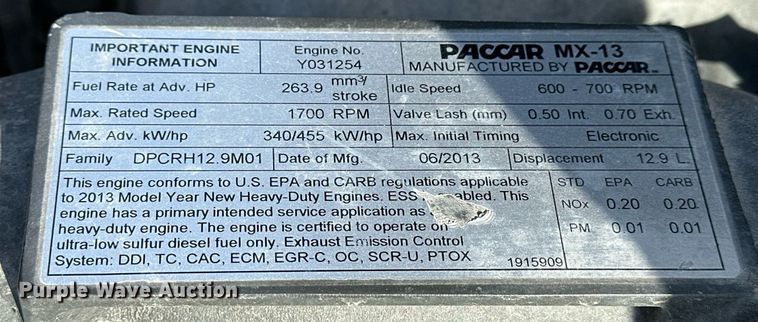 IMPORTANT ENGINE INFORMATION
Engine No. Y031254
PACCAR MX-13
MANUFACTURED BY PACCAR INC
Fuel Rate at Adv. HP 263.9 mm³/stroke Idle Speed 600 - 700 RPM
Max. Rated Speed 1700 RPM Valve Lash (mm) 0.50 Int. 0.70 Exh.
Max. Adv. kW/hp 340/455 kW/hp Max. Initial Timing Electronic
Family DPCRH12.9M01 Date of Mfg. 06/2013 Displacement 12.9 L.
This engine conforms to U.S. EPA and CARB regulations applicable
to 2013 Model Year New Heavy-Duty Engines. ESS
This
engine has a primary intended service application as
heavy-duty engine. The engine is certified to operate on
ultra-low sulfur diesel fuel only. Exhaust Emission Control
System: DDI, TC, CAC, ECM, EGR-C, OC, SCR-U, PTOX
1915909
STD EPA CARB
NOx 0.20 0.20
PM 0.01 0.01
Purple Wave Auction